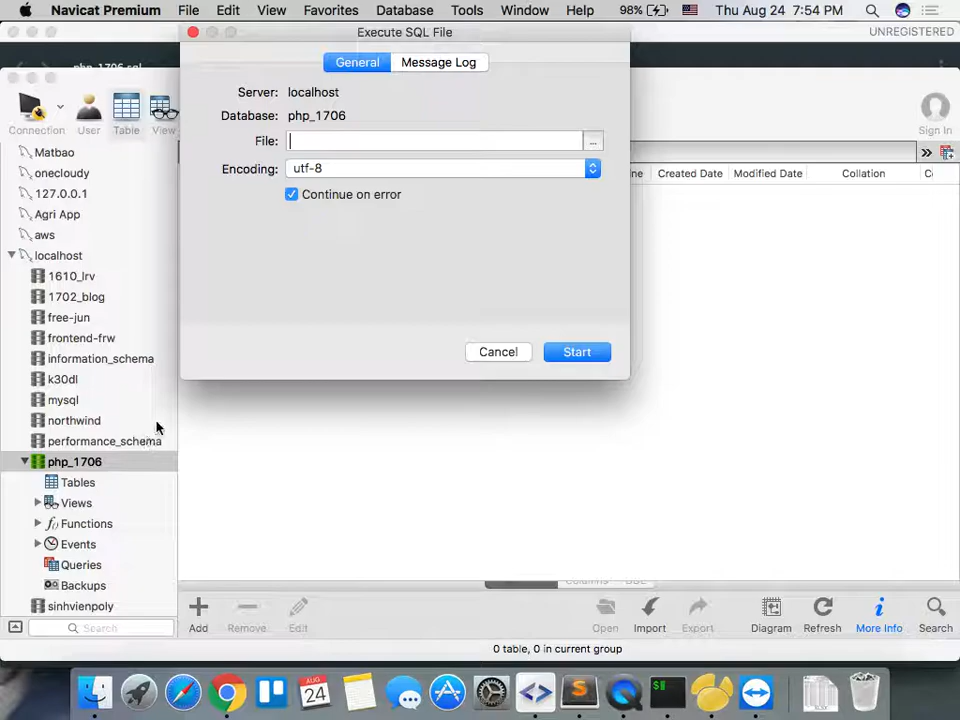 Navicat Premium File Edit View Favorites Database Tools Window Help 98% Thu Aug 24 7:54 PM
Execute SQL File
UNREGISTERED
General Message Log
Server: localhost
Database: php_1706
File: ...
Encoding: utf-8
Continue on error
Cancel Start
Connection User Table View Sign In
Created Date Modified Date Collation
Matbao
onecloudy
127.0.0.1
Agri App
aws
localhost
1610_lrv
1702_blog
free-jun
frontend-frw
information_schema
k30dl
mysql
northwind
performance_schema
php_1706
Tables
Views
Functions
Events
Queries
Backups
sinhvienpoly
Search
Add Remove Edit Open Import Export Diagram Refresh More Info Search
0 table, 0 in current group
AUG
24
$